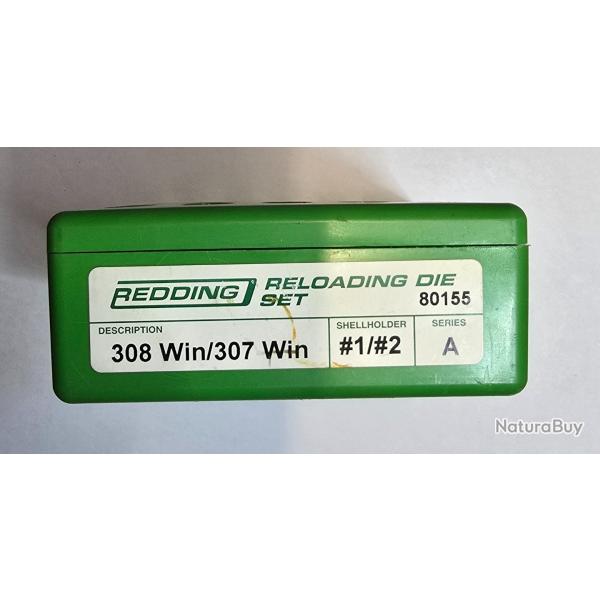 REDDING RELOADING DIE
SET 80155
DESCRIPTION SHELLHOLDER SERIES
308 Win/307 Win #1/#2 A
NaturaBuy